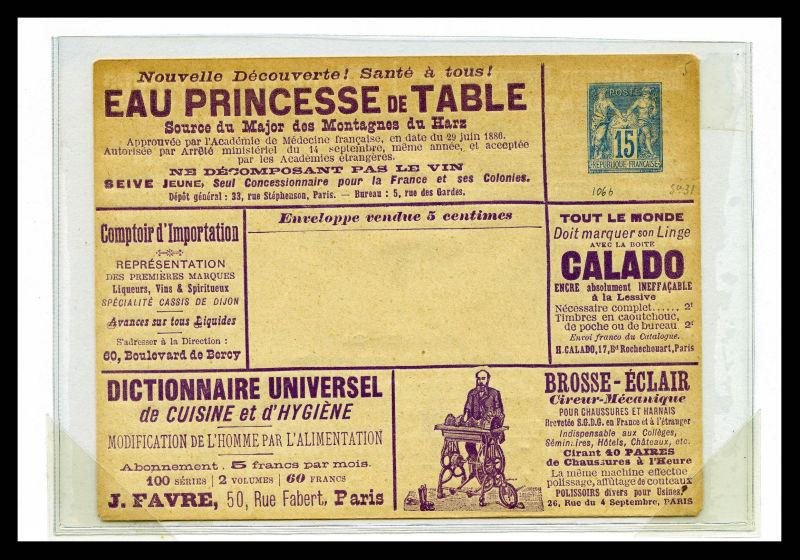 Nouvelle Découverte! Santé à tous!
EAU PRINCESSE DE TABLE
Source du Major des Montagnes du Harz
Approuvée par l'Académie de Médecine française, en date du 29 juin 1886.
Autorisée par Arrêté ministériel du 14 septembre, même année, et acceptée
par les Académies étrangères.
NE DÉCOMPOSANT PAS LE VIN
SEIVE JEUNE, Seul Concessionnaire pour la France et ses Colonies.
Dépôt général : 33, rue Stéphenson, Paris. — Bureau : 5, rue des Gardes.
POSTES
15
RÉPUBLIQUE FRANÇAISE
1066
Comptoir d'Importation
REPRÉSENTATION
DES PREMIÈRES MARQUES
Liqueurs, Vins & Spiritueux
SPÉCIALITÉ CASSIS DE DIJON
Avances sur tous Liquides
S'adresser à la Direction :
60, Boulevard de Bercy
Enveloppe vendue 5 centimes
TOUT LE MONDE
Doit marquer son Linge
AVEC LA BOITE
CALADO
ENCRE absolument INEFFAÇABLE
à la Lessive
Nécessaire complet...... 2f
Timbres en caoutchouc,
de poche ou de bureau 2f
Envoi franco du Catalogue.
H. CALADO, 17, Bd Rochechouart, Paris
DICTIONNAIRE UNIVERSEL
de CUISINE et d'HYGIÈNE
MODIFICATION DE L'HOMME PAR L'ALIMENTATION
Abonnement. 5 francs par mois.
100 SÉRIES | 2 VOLUMES | 60 FRANCS
J. FAVRE, 50, Rue Fabert, Paris
BROSSE-ÉCLAIR
Cireur-Mécanique
POUR CHAUSSURES ET HARNAIS
Brevetée S.G.D.G. en France et à l'étranger
Indispensable aux Collèges,
Séminaires, Hôtels, Châteaux, etc.
Cirant 40 PAIRES
de Chaussures à l'Heure
La même machine effectue
polissage, affûtage de couteaux
POLISSOIRS divers pour Usines!
26, Rue du 4 Septembre, PARIS